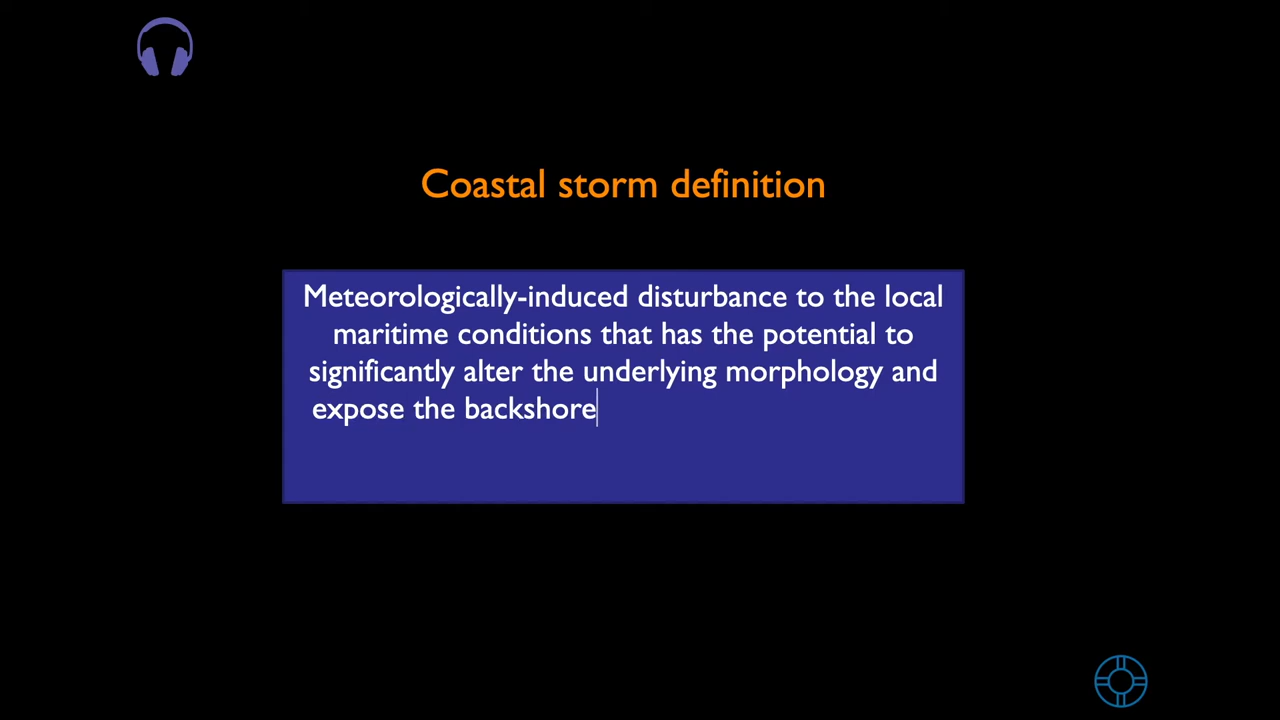 Coastal storm definition
Meteorologically-induced disturbance to the local
maritime conditions that has the potential to
significantly alter the underlying morphology and
expose the backshore